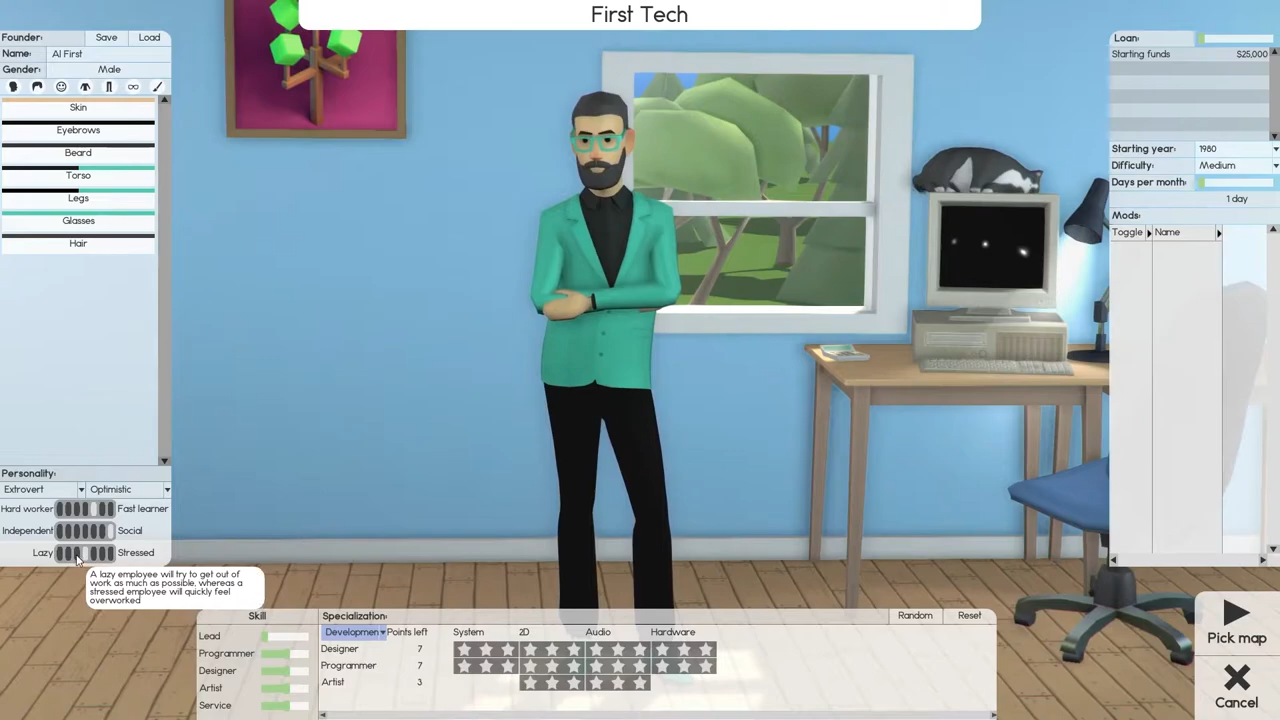 First Tech
Founder:
Save
Load
Name:
AI First
Gender:
Male
Skin
Eyebrows
Beard
Torso
Legs
Glasses
Hair
Personality:
Extrovert
Optimistic
Hard worker
Fast learner
Independent
Social
Lazy
Stressed
A lazy employee will try to get out of
work as much as possible, whereas a
stressed employee will quickly feel
overworked
Skill
Lead
Programmer
Designer
Artist
Service
Specialization:
Random
Reset
Developmen
Points left
System
2D
Audio
Hardware
Designer 7
Programmer 7
Artist 3
Loan:
Starting funds $25,000
Starting year: 1980
Difficulty: Medium
Days per month:
1 day
Mods:
Toggle
Name
Pick map
Cancel